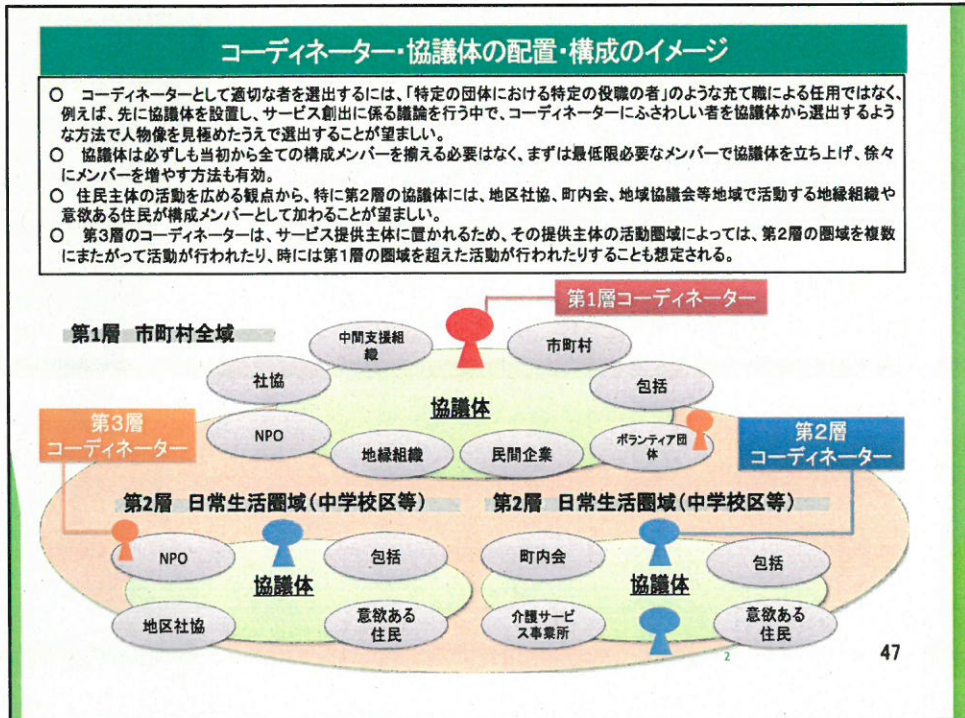 コーディネーター・協議体の配置・構成のイメージ
○　コーディネーターとして適切な者を選出するには、「特定の団体における特定の役職の者」のような充て職による任用ではなく、
例えば、先に協議体を設置し、サービス創出に係る議論を行う中で、コーディネーターにふさわしい者を協議体から選出するよう
な方法で人物像を見極めたうえで選出することが望ましい。
○　協議体は必ずしも当初から全ての構成メンバーを揃える必要はなく、まずは最低限必要なメンバーで協議体を立ち上げ、徐々
にメンバーを増やす方法も有効。
○　住民主体の活動を広める観点から、特に第2層の協議体には、地区社協、町内会、地域協議会等地域で活動する地縁組織や
意欲ある住民が構成メンバーとして加わることが望ましい。
○　第3層のコーディネーターは、サービス提供主体に置かれるため、その提供主体の活動圏域によっては、第2層の圏域を複数
にまたがって活動が行われたり、時には第1層の圏域を超えた活動が行われたりすることも想定される。
第1層コーディネーター
第1層　市町村全域
中間支援組
織
市町村
社協
包括
協議体
第3層
コーディネーター
NPO
地縁組織
民間企業
ボランティア団
体
第2層
コーディネーター
第2層　日常生活圏域（中学校区等）
第2層　日常生活圏域（中学校区等）
NPO
包括
協議体
地区社協
意欲ある
住民
町内会
包括
協議体
介護サービ
ス事業所
意欲ある
住民
2
47